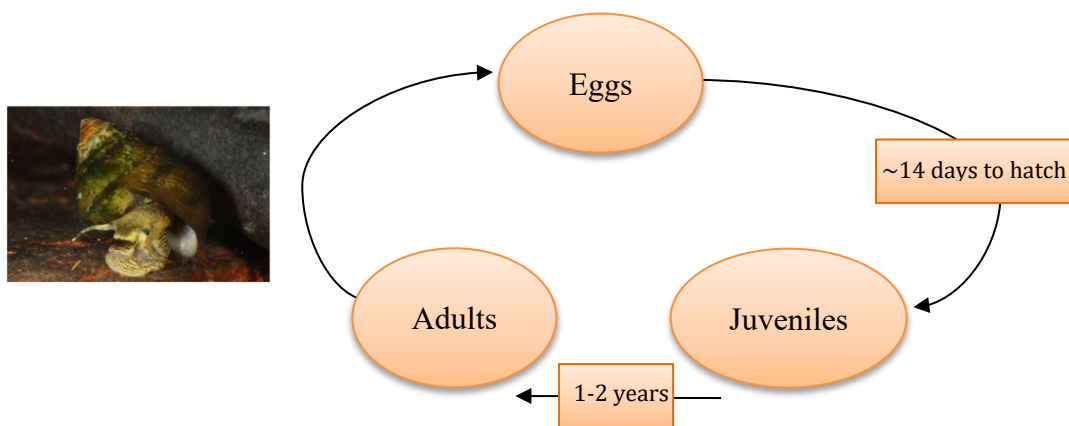 Eggs
~14 days to hatch
Adults
Juveniles
1-2 years